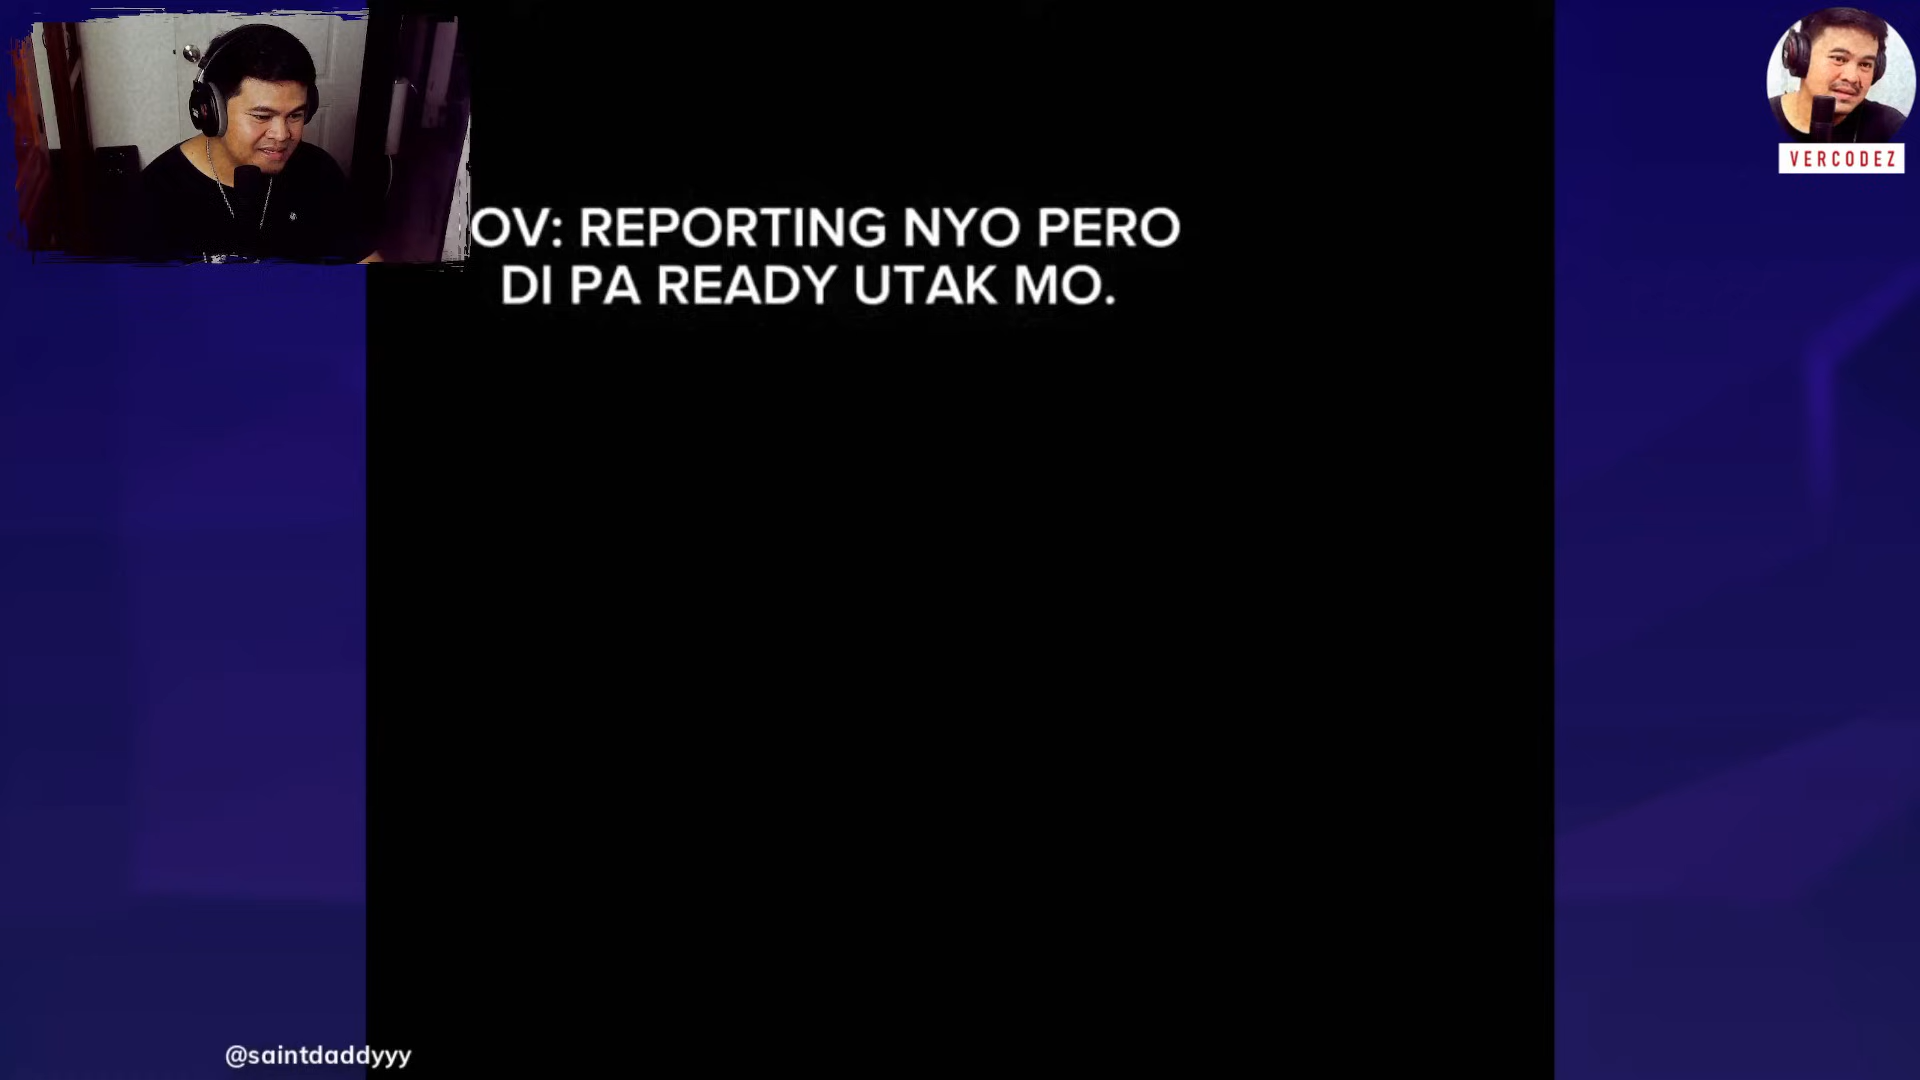 VERCODEZ
OV: REPORTING NYO PERO
DI PA READY UTAK MO.
@saintdaddyyy